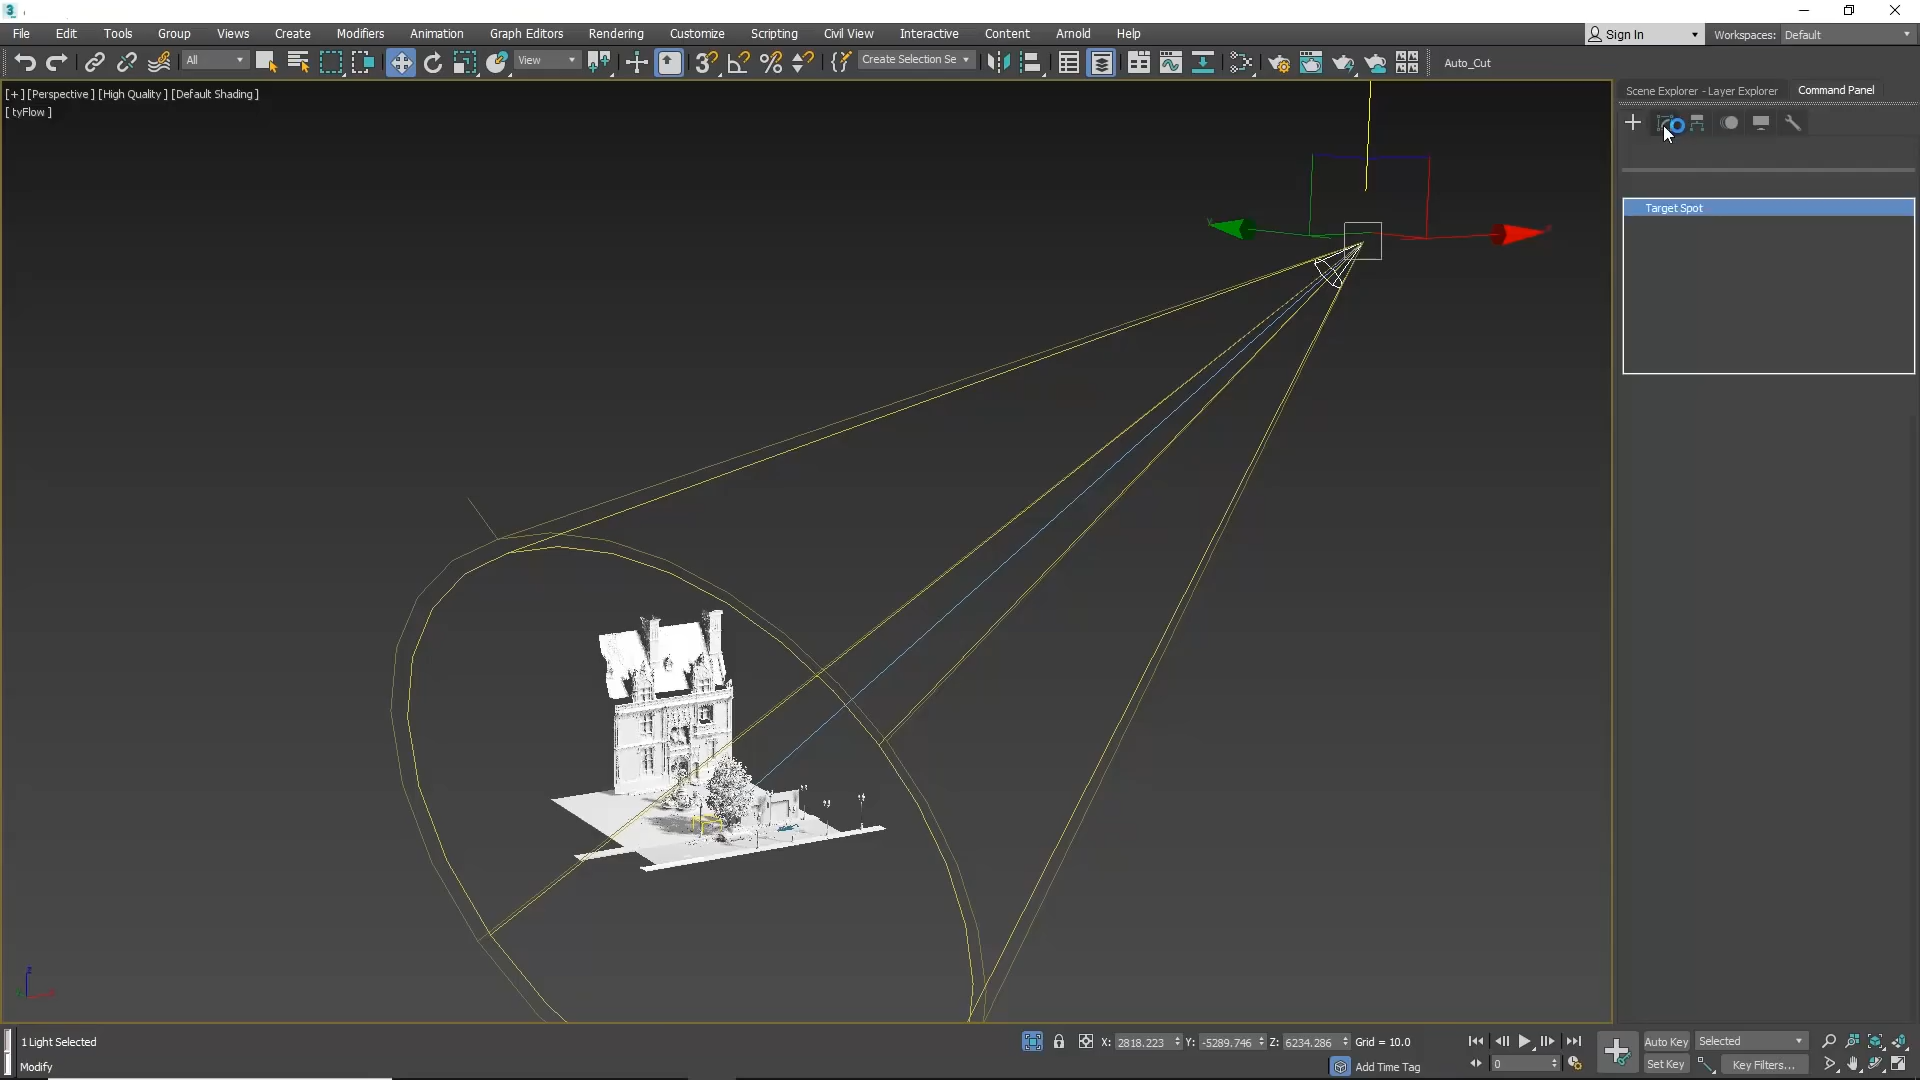 File Edit Tools Group Views Create Modifiers Animation Graph Editors Rendering Customize Scripting Civil View Interactive Content Arnold Help Sign In Workspaces: Default
All View Create Selection Se Auto_Cut
[+] [Perspective ] [High Quality ] [Default Shading ]
[ tyFlow ]
Scene Explorer - Layer Explorer Command Panel
Target Spot
1 Light Selected X: 2818.223 Y: -5289.746 Z: 6234.286 Grid = 10.0 Auto Key Selected
Modify Add Time Tag 0 Set Key Key Filters...